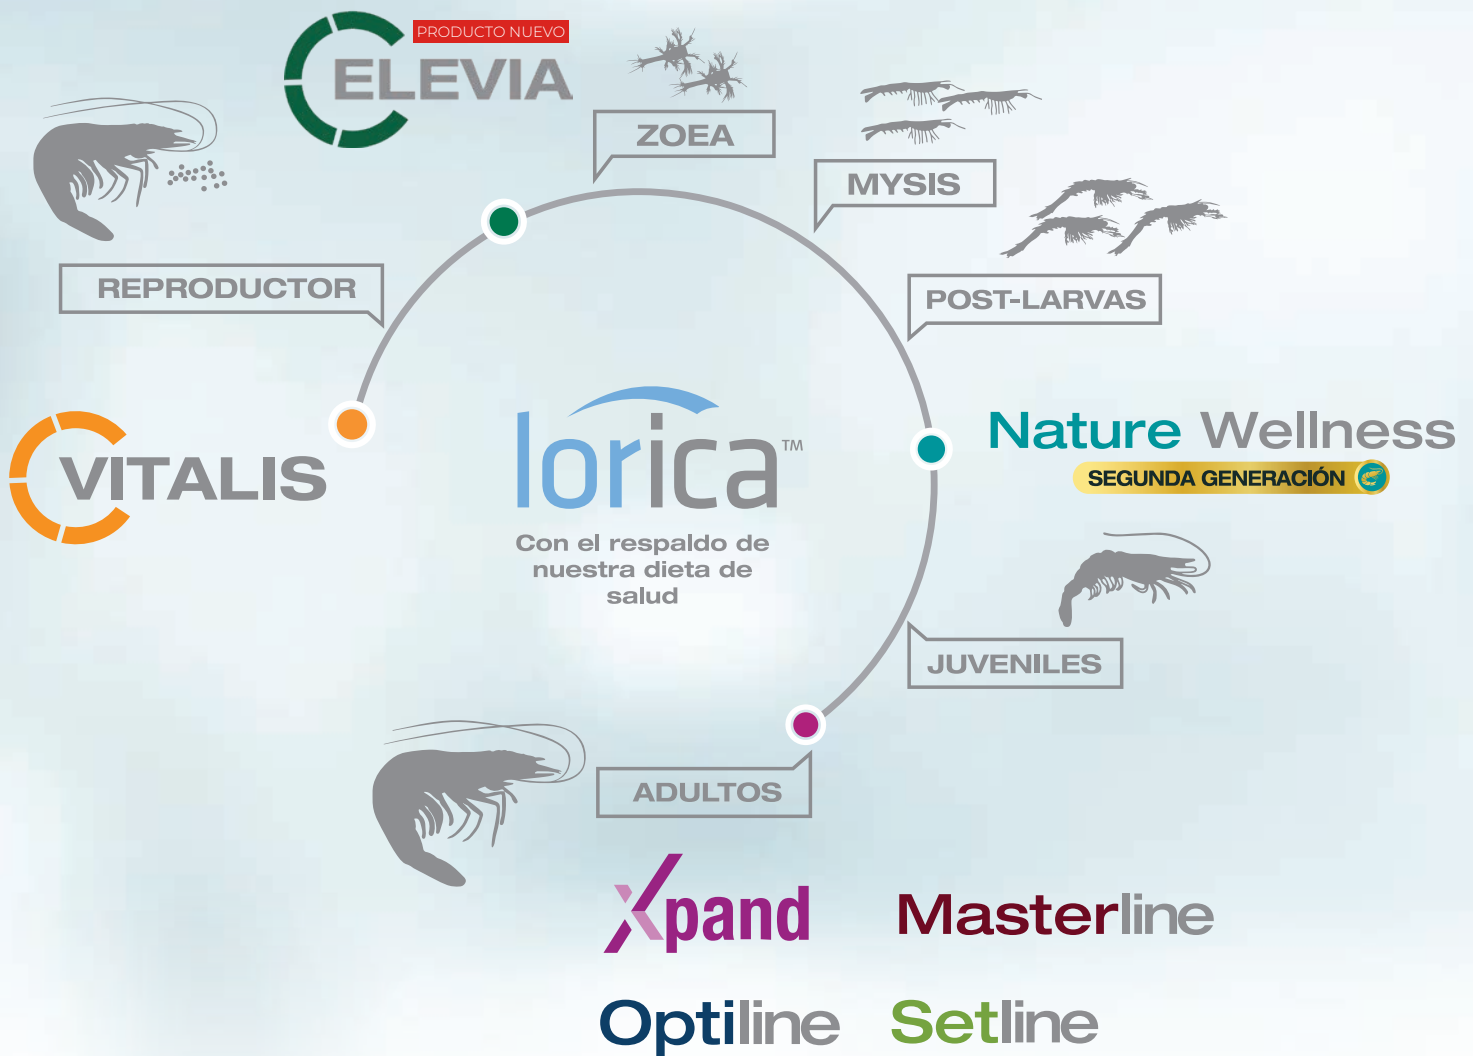 PRODUCTO NUEVO
ELEVIA
ZOEA
MYSIS
REPRODUCTOR
POST-LARVAS
VITALIS
lorica™
Con el respaldo de
nuestra dieta de
salud
Nature Wellness
SEGUNDA GENERACIÓN
JUVENILES
ADULTOS
Xpand
Masterline
Optiline
Setline